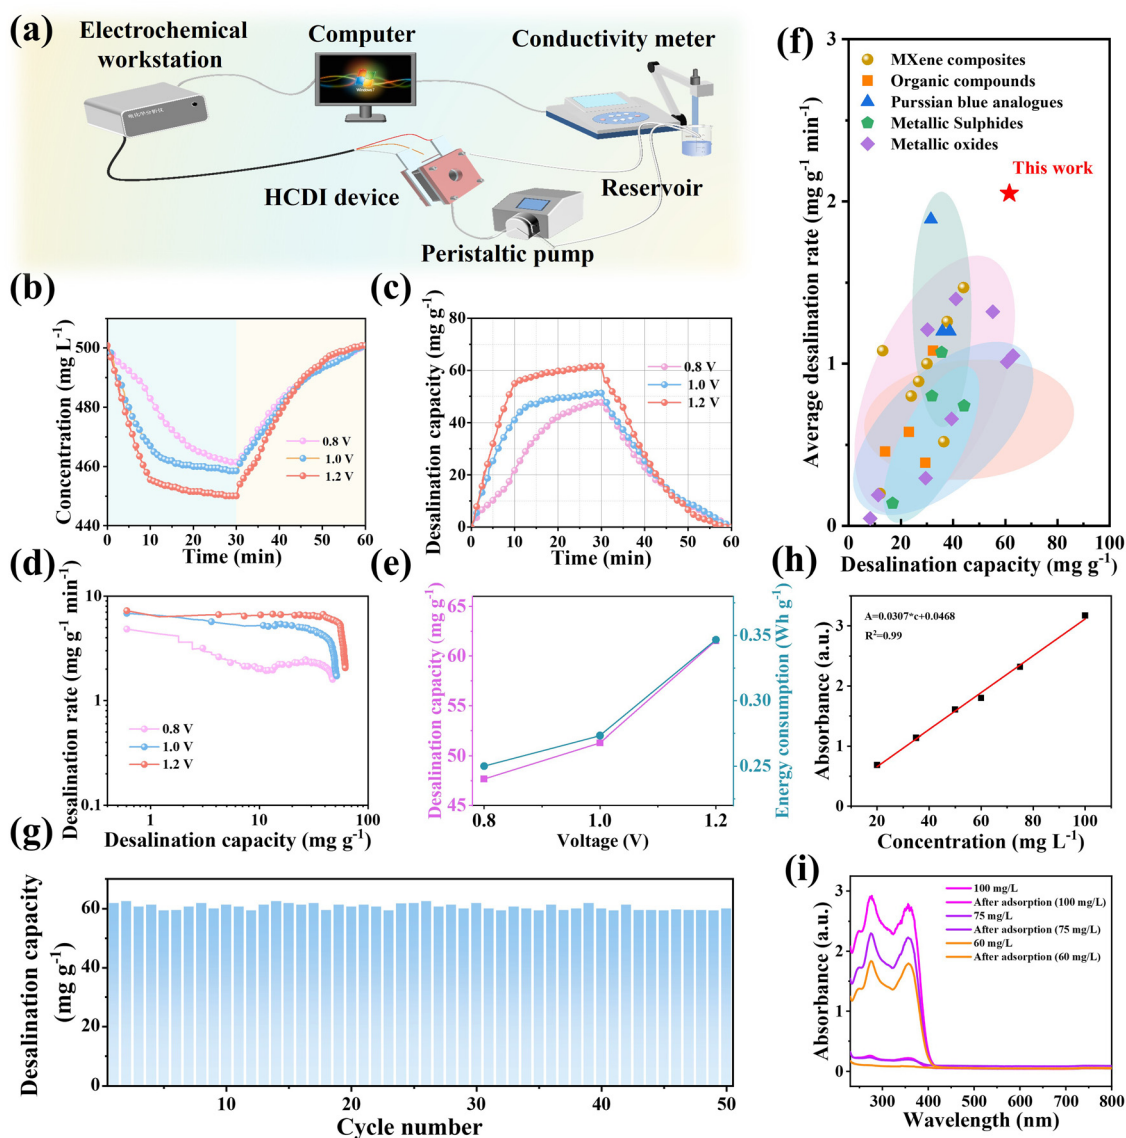 (a)
Electrochemical
workstation
Computer
Conductivity meter
HCDI device
Reservoir
Peristaltic pump
(b)
Concentration (mg L-1)
500
480
460
440
0 10 20 30 40 50 60
Time (min)
0.8 V
1.0 V
1.2 V
(c)
Desalination capacity (mg g-1)
80
60
40
20
0
0 10 20 30 40 50 60
Time (min)
0.8 V
1.0 V
1.2 V
(d)
Desalination rate (mg g-1 min-1)
10
1
0.1
1 10 100
Desalination capacity (mg g-1)
0.8 V
1.0 V
1.2 V
(e)
Desalination capacity (mg g-1)
65
60
55
50
45
0.8 1.0 1.2
Voltage (V)
Energy consumption (Wh g-1)
0.35
0.30
0.25
(f)
Average desalination rate (mg g-1 min-1)
3
2
1
0
0 20 40 60 80 100
Desalination capacity (mg g-1)
MXene composites
Organic compounds
Purssian blue analogues
Metallic Sulphides
Metallic oxides
This work
(g)
Desalination capacity
(mg g-1)
60
40
20
0
10 20 30 40 50
Cycle number
(h)
Absorbance (a.u.)
3
2
1
0
20 40 60 80 100
Concentration (mg L-1)
A=0.0307*c+0.0468
R2=0.99
(i)
Absorbance (a.u.)
3
2
1
0
300 400 500 600 700 800
Wavelength (nm)
100 mg/L
After adsorption (100 mg/L)
75 mg/L
After adsorption (75 mg/L)
60 mg/L
After adsorption (60 mg/L)